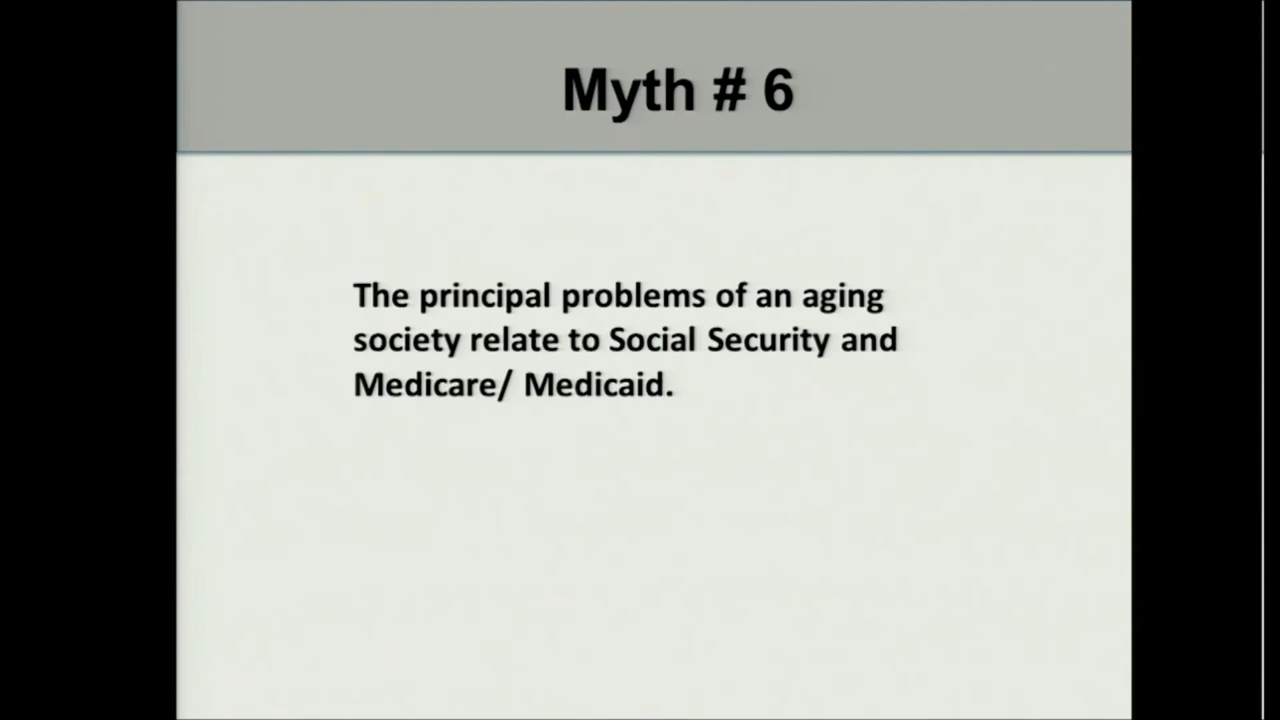 Myth # 6
The principal problems of an aging
society relate to Social Security and
Medicare/ Medicaid.